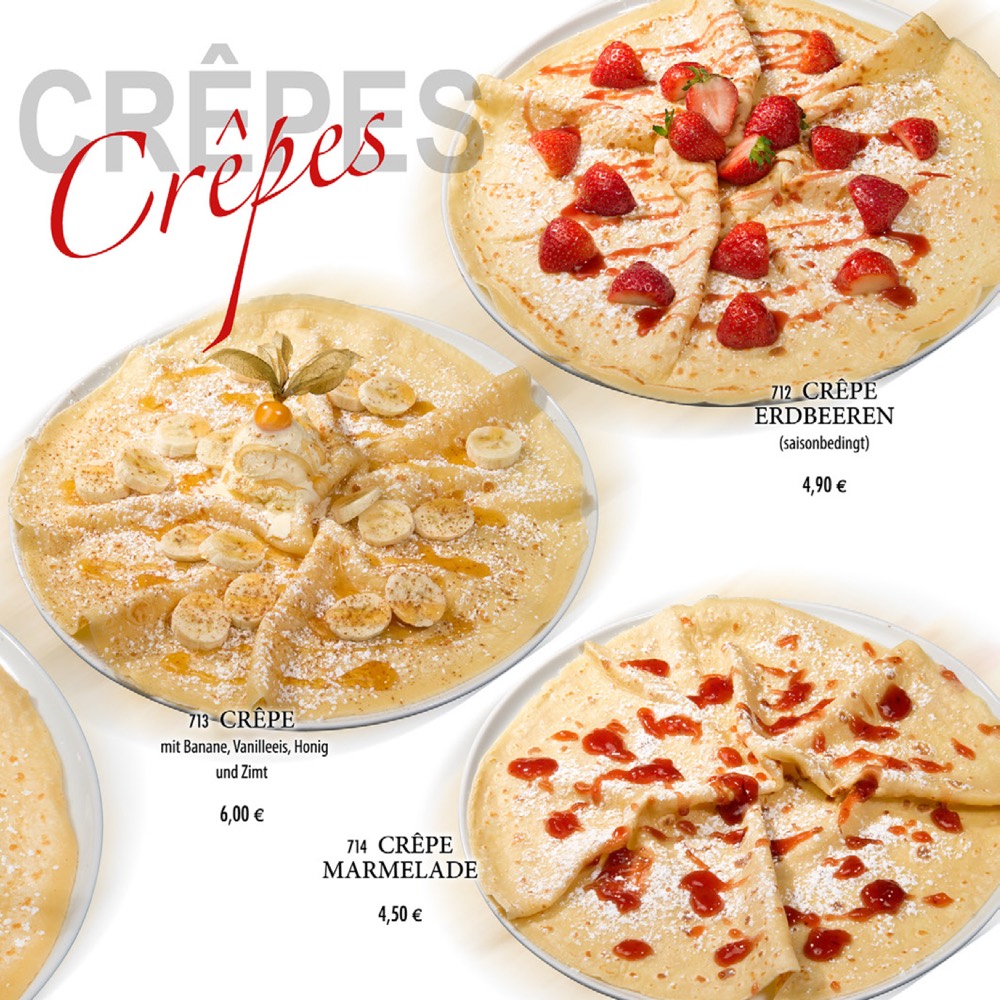 CRÊPES
Crêpes
712 CRÊPE
ERDBEEREN
(saisonbedingt)
4,90 €
713 CRÊPE
mit Banane, Vanilleeis, Honig
und Zimt
6,00 €
714 CRÊPE
MARMELADE
4,50 €